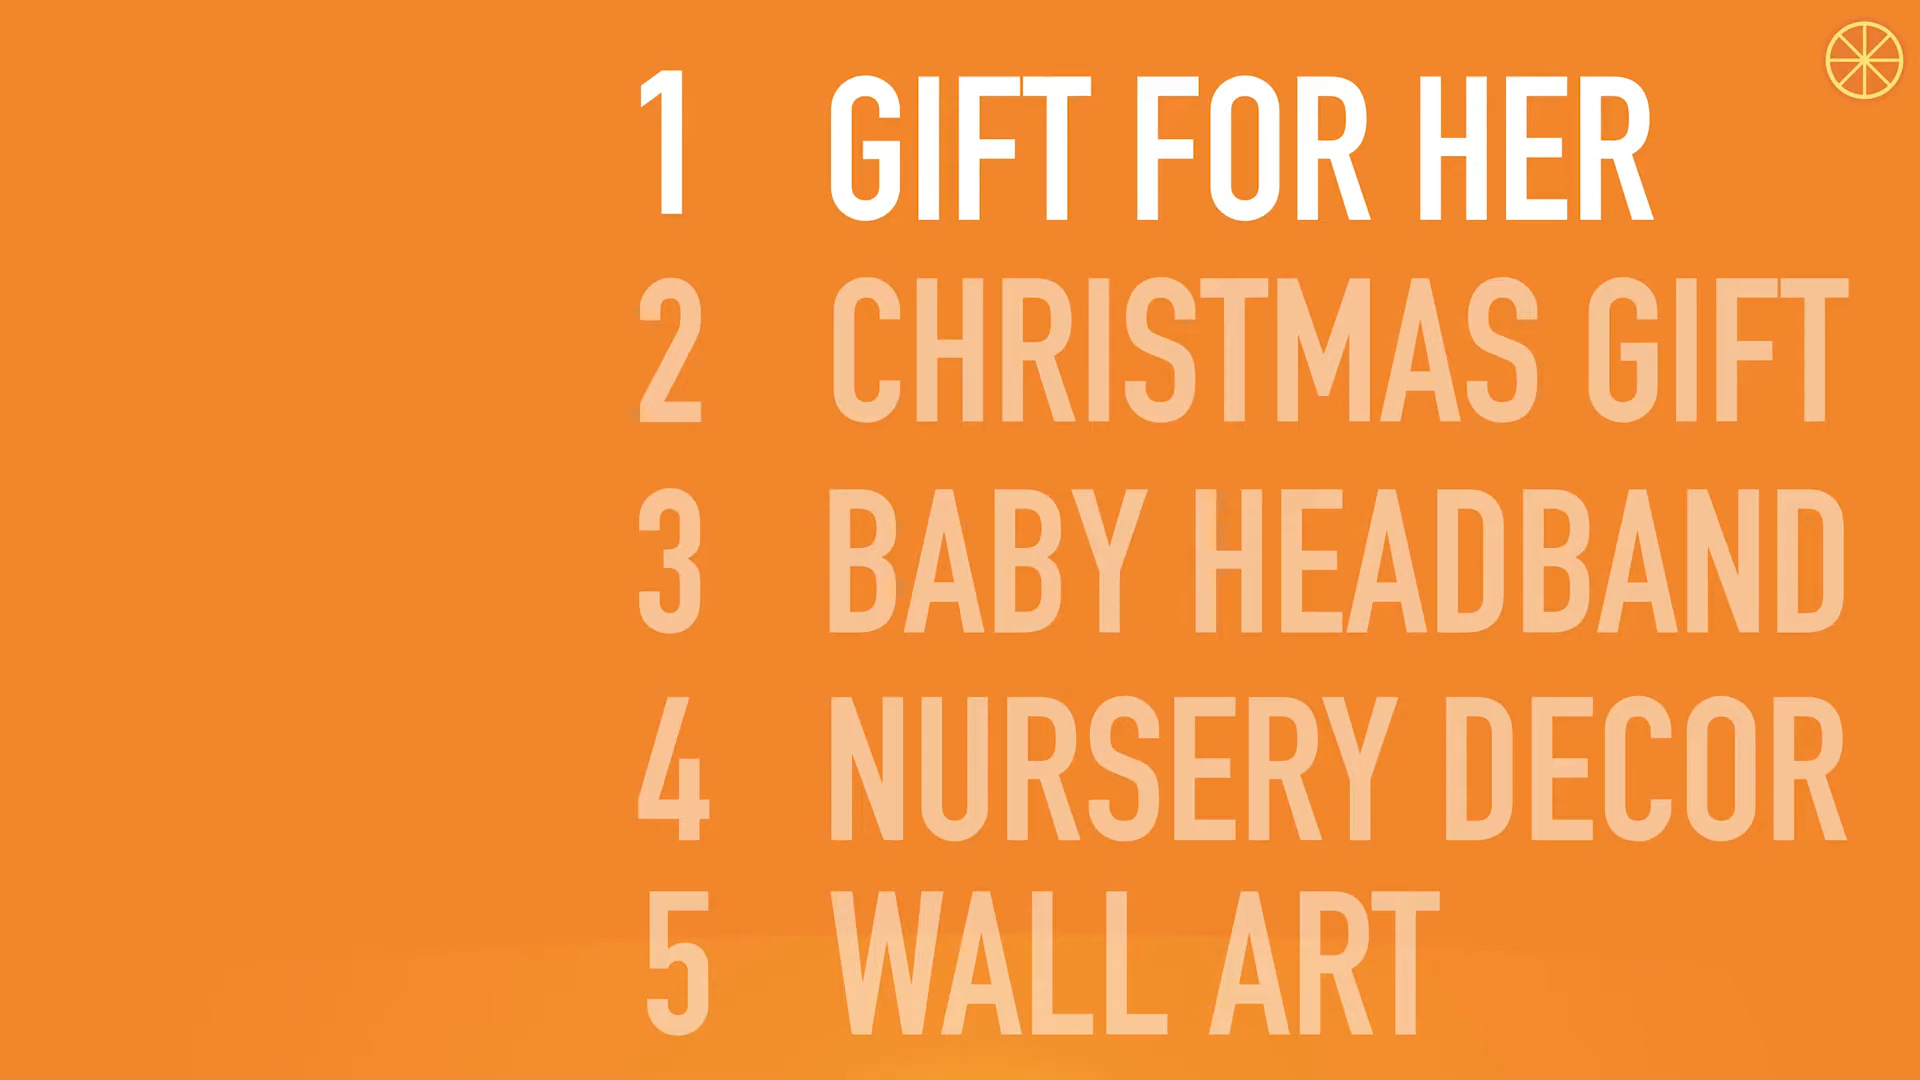 1 GIFT FOR HER
2 CHRISTMAS GIFT
3 BABY HEADBAND
4 NURSERY DECOR
5 WALL ART